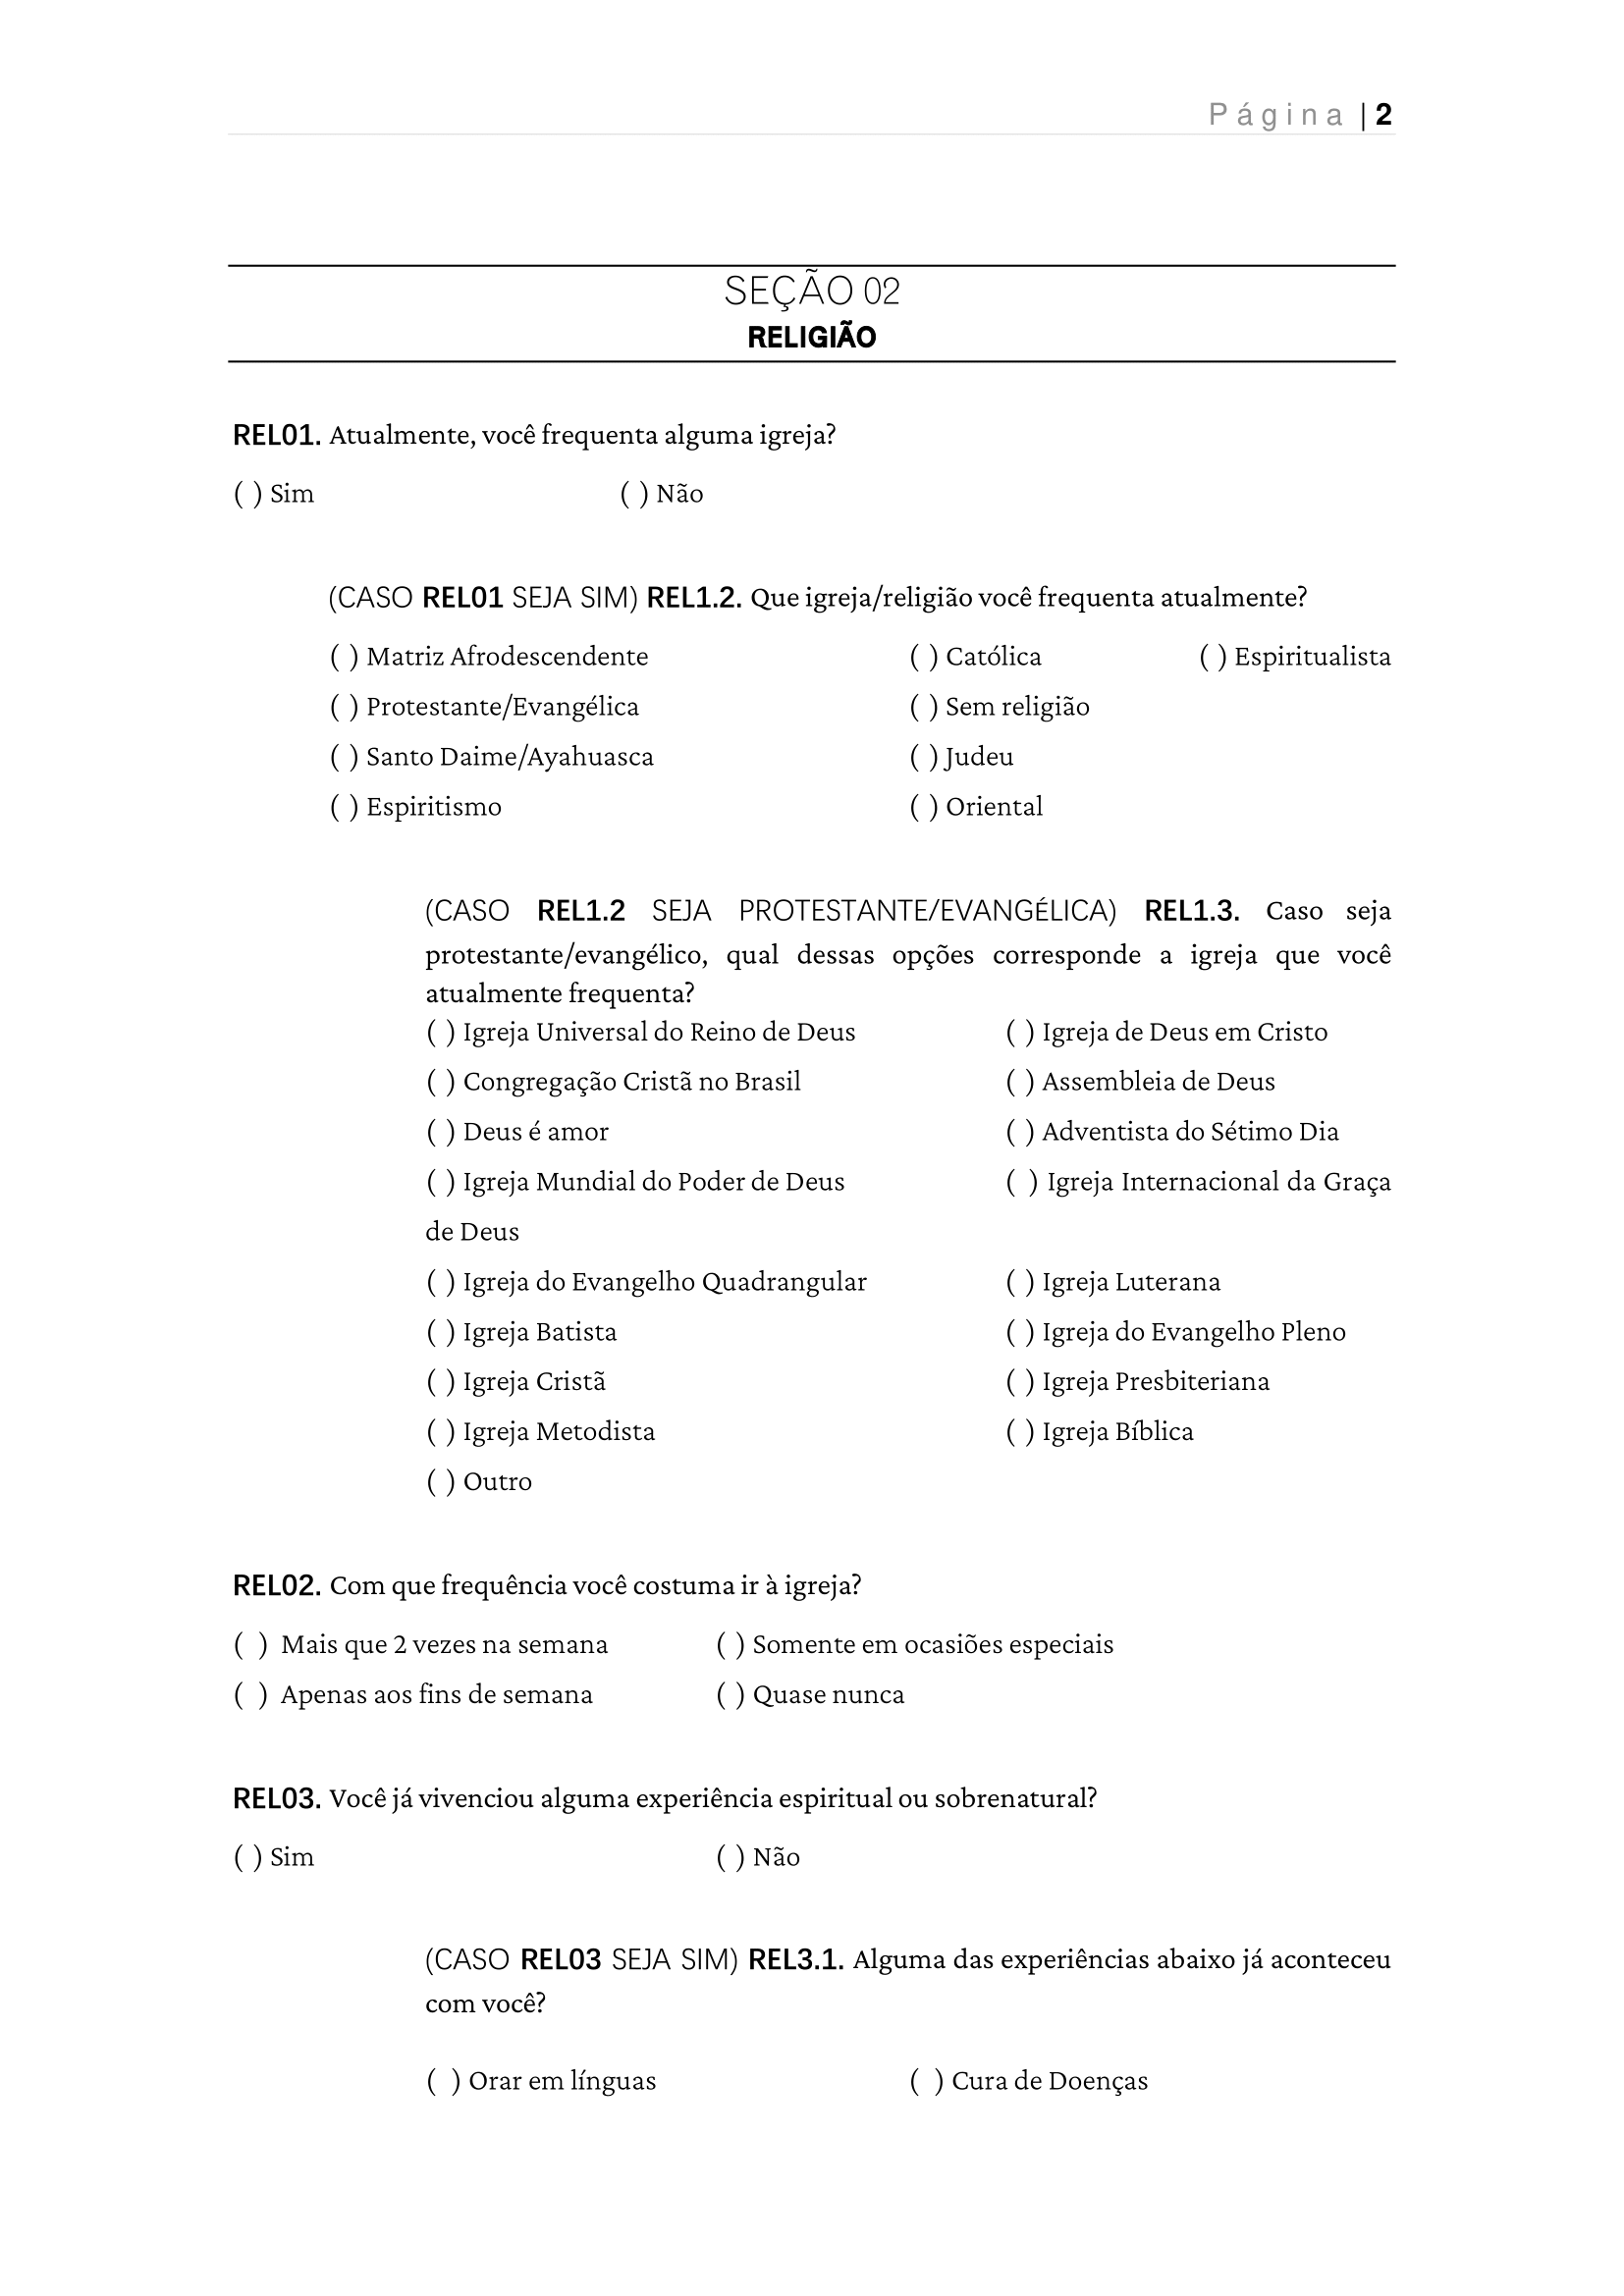 Página | 2
SEÇÃO 02
RELIGIÃO
REL01. Atualmente, você frequenta alguma igreja?
( ) Sim ( ) Não
(CASO REL01 SEJA SIM) REL1.2. Que igreja/religião você frequenta atualmente?
( ) Matriz Afrodescendente ( ) Católica ( ) Espiritualista
( ) Protestante/Evangélica ( ) Sem religião
( ) Santo Daime/Ayahuasca ( ) Judeu
( ) Espiritismo ( ) Oriental
(CASO REL1.2 SEJA PROTESTANTE/EVANGÉLICA) REL1.3. Caso seja
protestante/evangélico, qual dessas opções corresponde a igreja que você
atualmente frequenta?
( ) Igreja Universal do Reino de Deus ( ) Igreja de Deus em Cristo
( ) Congregação Cristã no Brasil ( ) Assembleia de Deus
( ) Deus é amor ( ) Adventista do Sétimo Dia
( ) Igreja Mundial do Poder de Deus ( ) Igreja Internacional da Graça
de Deus
( ) Igreja do Evangelho Quadrangular ( ) Igreja Luterana
( ) Igreja Batista ( ) Igreja do Evangelho Pleno
( ) Igreja Cristã ( ) Igreja Presbiteriana
( ) Igreja Metodista ( ) Igreja Bíblica
( ) Outro
REL02. Com que frequência você costuma ir à igreja?
( ) Mais que 2 vezes na semana ( ) Somente em ocasiões especiais
( ) Apenas aos fins de semana ( ) Quase nunca
REL03. Você já vivenciou alguma experiência espiritual ou sobrenatural?
( ) Sim ( ) Não
(CASO REL03 SEJA SIM) REL3.1. Alguma das experiências abaixo já aconteceu
com você?
( ) Orar em línguas ( ) Cura de Doenças